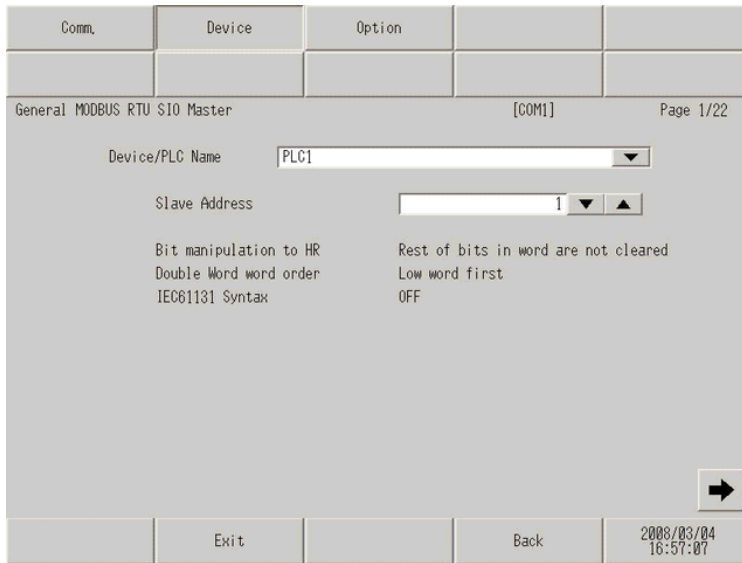 Comm. Device Option
General MODBUS RTU SIO Master [COM1] Page 1/22
Device/PLC Name PLC1
Slave Address 1
Bit manipulation to HR Rest of bits in word are not cleared
Double Word word order Low word first
IEC61131 Syntax OFF
Exit Back 2008/03/04
16:57:07